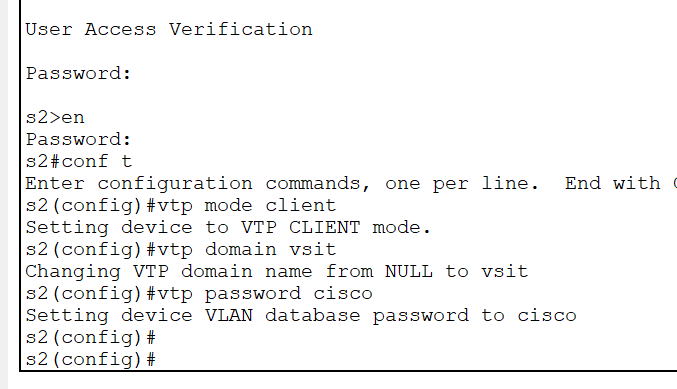 User Access Verification
Password:
s2>en
Password:
s2#conf t
Enter configuration commands, one per line.  End with
s2(config)#vtp mode client
Setting device to VTP CLIENT mode.
s2(config)#vtp domain vsit
Changing VTP domain name from NULL to vsit
s2(config)#vtp password cisco
Setting device VLAN database password to cisco
s2(config)#
s2(config)#